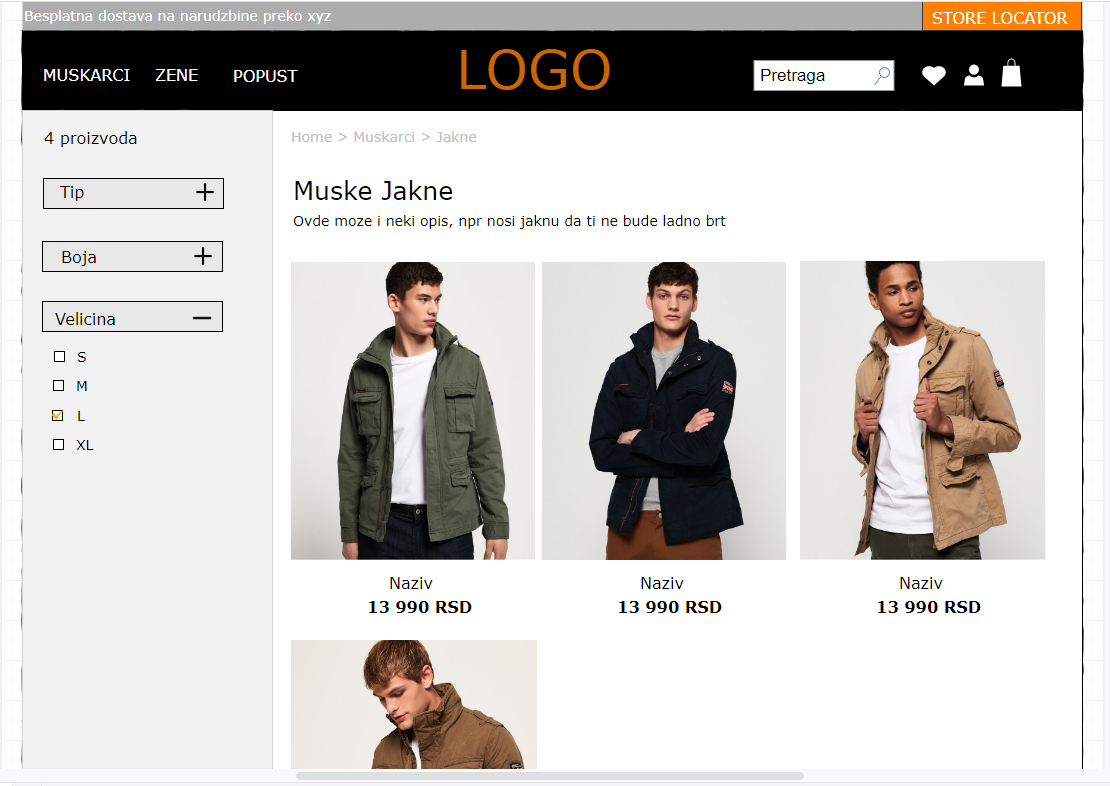 Besplatna dostava na narudzbine preko xyz
STORE LOCATOR
MUSKARCI ZENE POPUST
LOGO
Pretraga
4 proizvoda
Tip
Boja
Velicina
S
M
L
XL
Home > Muskarci > Jakne
Muske Jakne
Ovde moze i neki opis, npr nosi jaknu da ti ne bude ladno brt
Naziv
13 990 RSD
Naziv
13 990 RSD
Naziv
13 990 RSD